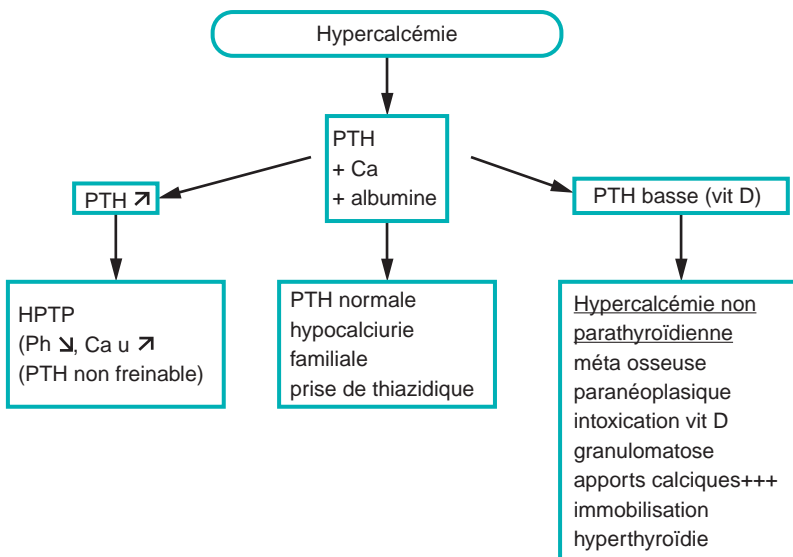 Hypercalcémie
PTH
+ Ca
+ albumine
PTH ↗
PTH basse (vit D)
HPTP
(Ph ↘, Ca u ↗
(PTH non freinable)
PTH normale
hypocalciurie
familiale
prise de thiazidique
Hypercalcémie non
parathyroïdienne
méta osseuse
paranéoplasique
intoxication vit D
granulomatose
apports calciques+++
immobilisation
hyperthyroïdie